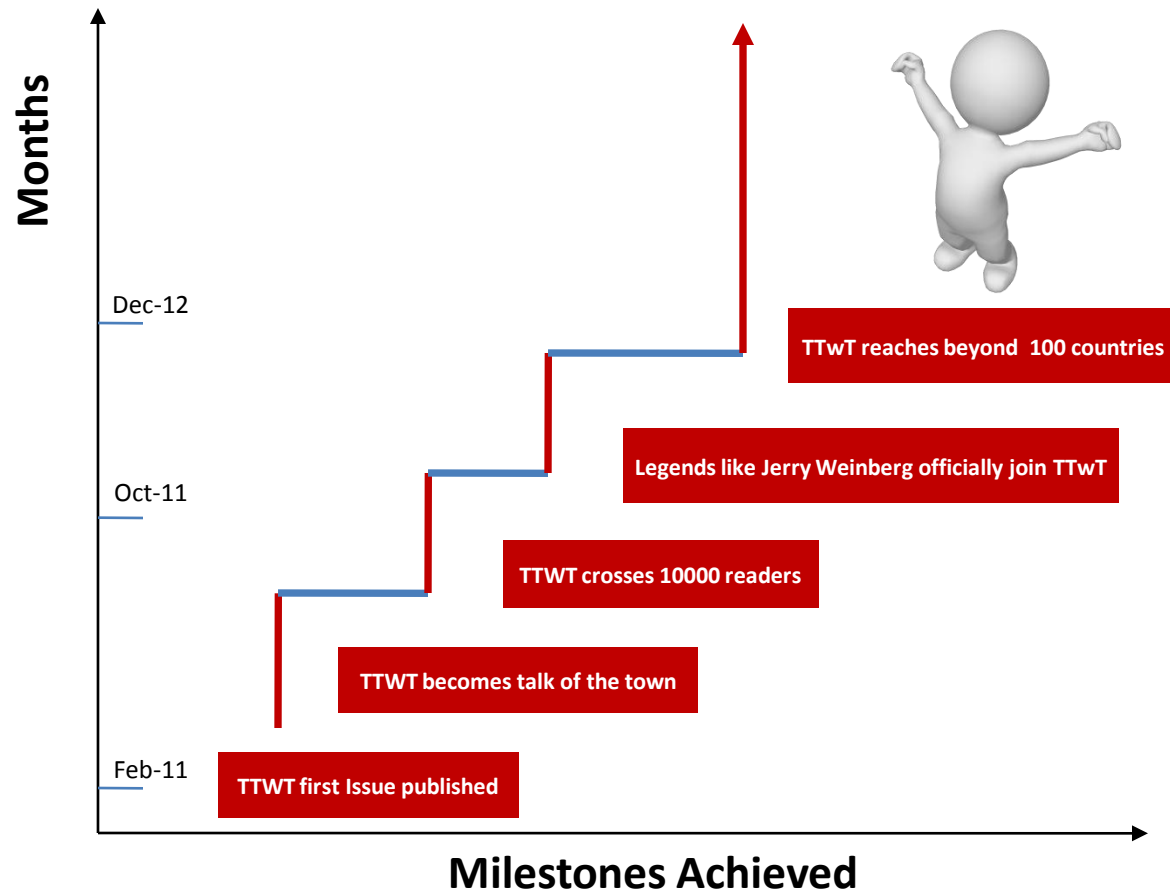 Months
Dec-12
TTwT reaches beyond 100 countries
Legends like Jerry Weinberg officially join TTwT
Oct-11
TTWT crosses 10000 readers
TTWT becomes talk of the town
Feb-11
TTWT first Issue published
Milestones Achieved